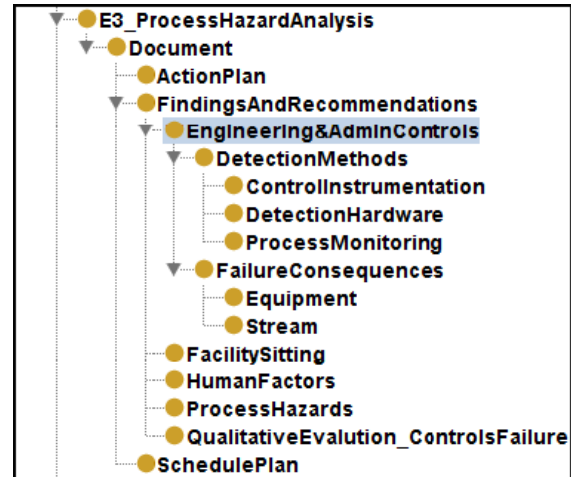 E3_ProcessHazardAnalysis
Document
ActionPlan
FindingsAndRecommendations
Engineering&AdminControls
DetectionMethods
ControlInstrumentation
DetectionHardware
ProcessMonitoring
FailureConsequences
Equipment
Stream
FacilitySitting
HumanFactors
ProcessHazards
QualitativeEvalution_ControlsFailure
SchedulePlan